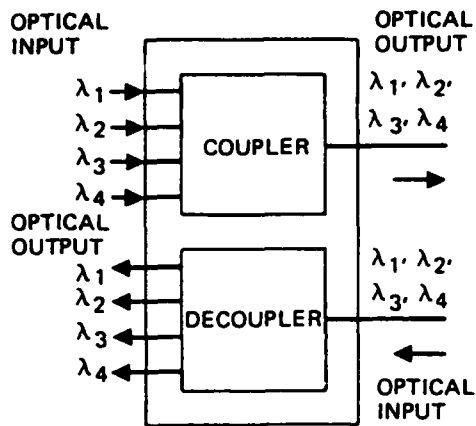 OPTICAL
INPUT
λ1
λ2
λ3
λ4
COUPLER
OPTICAL
OUTPUT
λ1, λ2,
λ3, λ4
OPTICAL
OUTPUT
λ1
λ2
λ3
λ4
DECOUPLER
λ1, λ2,
λ3, λ4
OPTICAL
INPUT